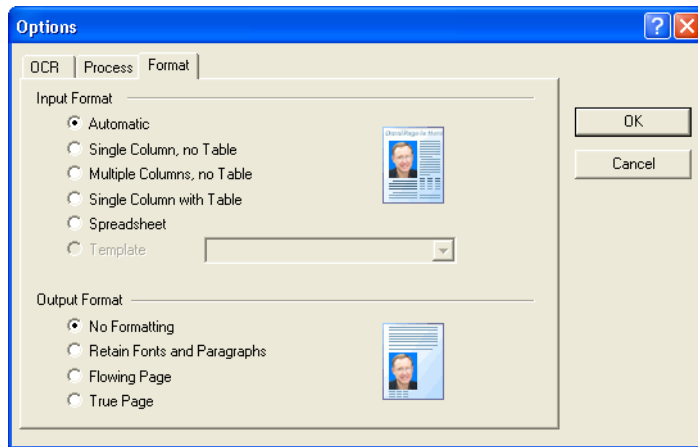 Options
OCR
Process
Format
Input Format
Automatic
Single Column, no Table
Multiple Columns, no Table
Single Column with Table
Spreadsheet
Template
Output Format
No Formatting
Retain Fonts and Paragraphs
Flowing Page
True Page
OK
Cancel